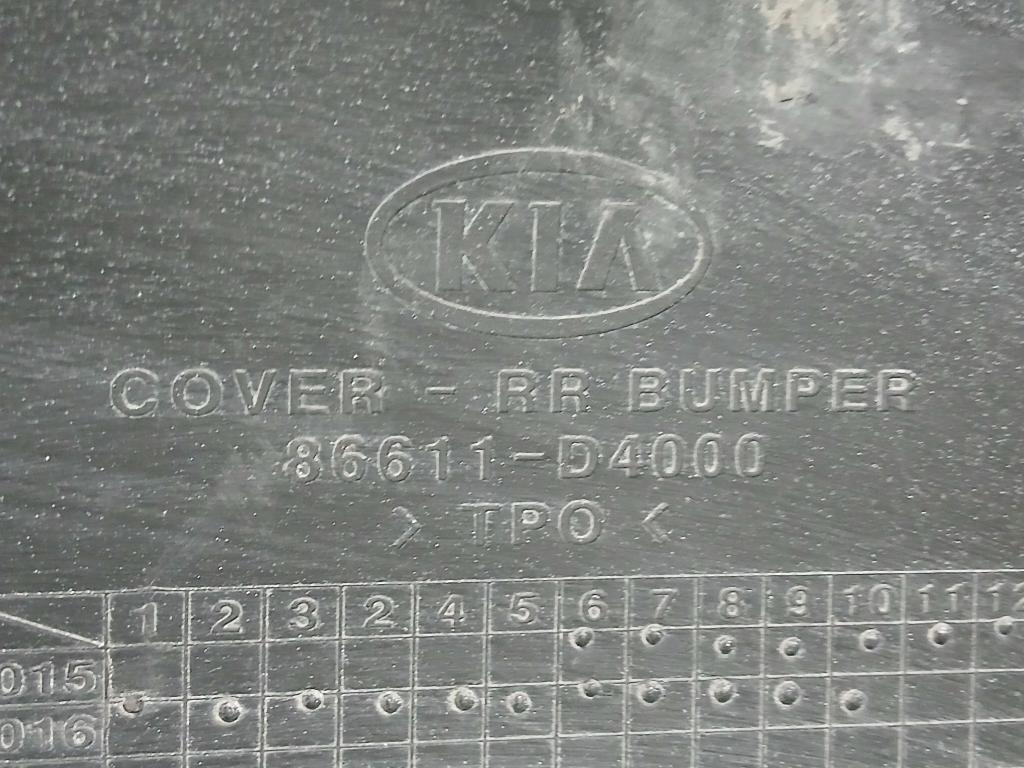 KIA
COVER - RR BUMPER
86611-D4000
> TPO <
1 2 3 2 4 5 6 7 8 9 10 11 12
015
016